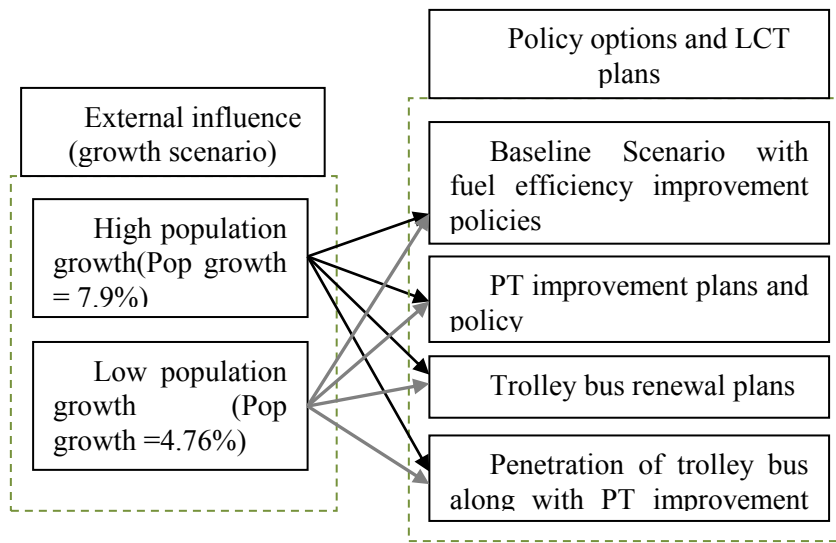 External influence
(growth scenario)
High population
growth(Pop growth
= 7.9%)
Low population
growth (Pop
growth =4.76%)
Policy options and LCT
plans
Baseline Scenario with
fuel efficiency improvement
policies
PT improvement plans and
policy
Trolley bus renewal plans
Penetration of trolley bus
along with PT improvement